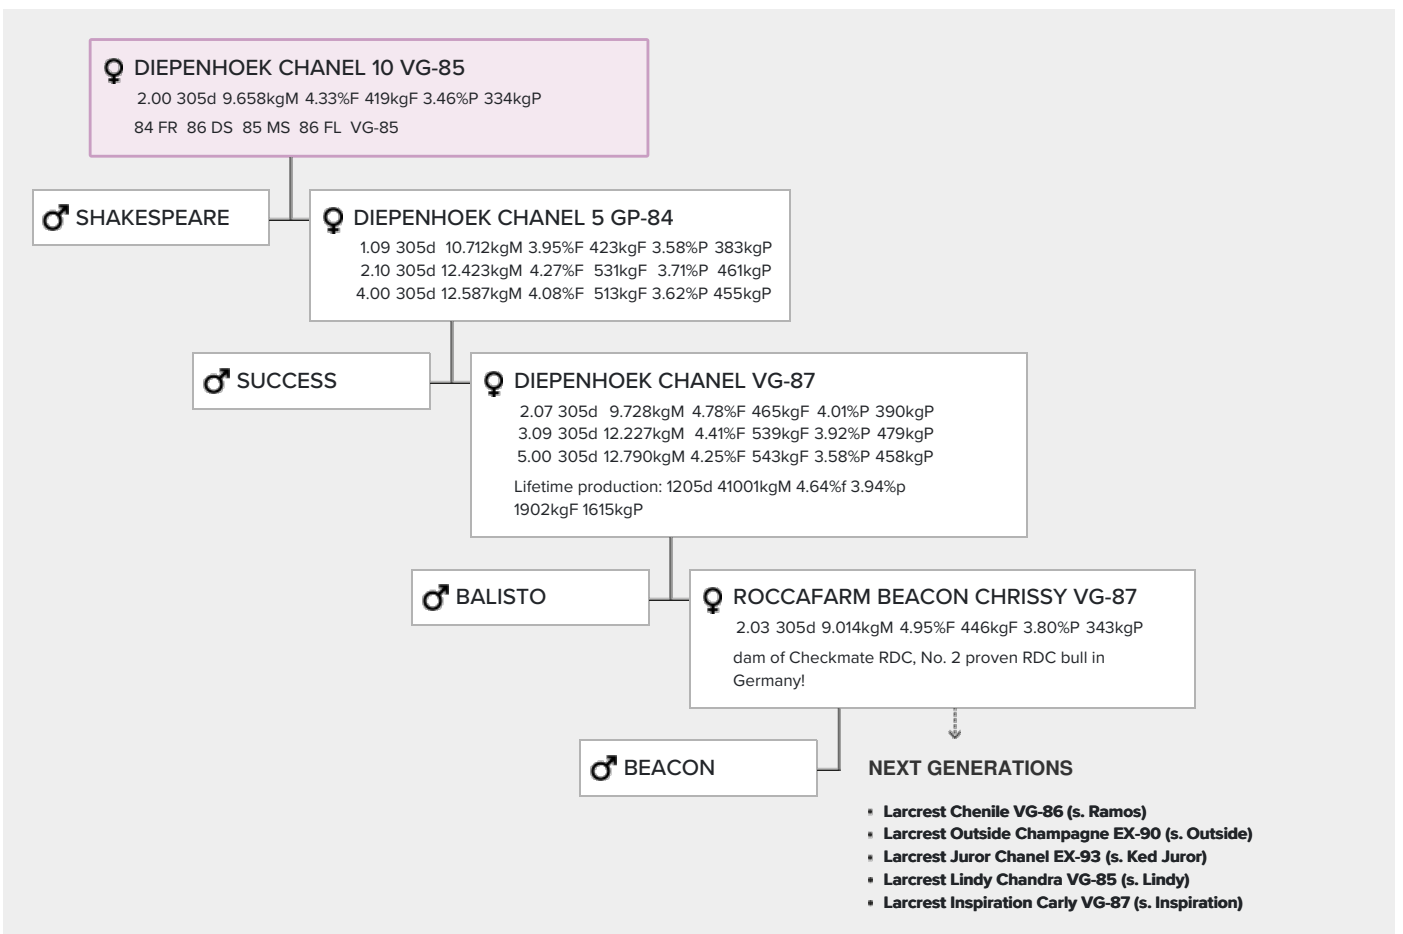 DIEPENHOEK CHANEL 10 VG-85
2.00 305d 9.658kgM 4.33%F 419kgF 3.46%P 334kgP
84 FR 86 DS 85 MS 86 FL VG-85
SHAKESPEARE
DIEPENHOEK CHANEL 5 GP-84
1.09 305d 10.712kgM 3.95%F 423kgF 3.58%P 383kgP
2.10 305d 12.423kgM 4.27%F 531kgF 3.71%P 461kgP
4.00 305d 12.587kgM 4.08%F 513kgF 3.62%P 455kgP
SUCCESS
DIEPENHOEK CHANEL VG-87
2.07 305d 9.728kgM 4.78%F 465kgF 4.01%P 390kgP
3.09 305d 12.227kgM 4.41%F 539kgF 3.92%P 479kgP
5.00 305d 12.790kgM 4.25%F 543kgF 3.58%P 458kgP
Lifetime production: 1205d 41001kgM 4.64%f 3.94%p
1902kgF 1615kgP
BALISTO
ROCCAFARM BEACON CHRISSY VG-87
2.03 305d 9.014kgM 4.95%F 446kgF 3.80%P 343kgP
dam of Checkmate RDC, No. 2 proven RDC bull in
Germany!
BEACON
NEXT GENERATIONS
▪ Larcrest Chenile VG-86 (s. Ramos)
▪ Larcrest Outside Champagne EX-90 (s. Outside)
▪ Larcrest Juror Chanel EX-93 (s. Ked Juror)
▪ Larcrest Lindy Chandra VG-85 (s. Lindy)
▪ Larcrest Inspiration Carly VG-87 (s. Inspiration)